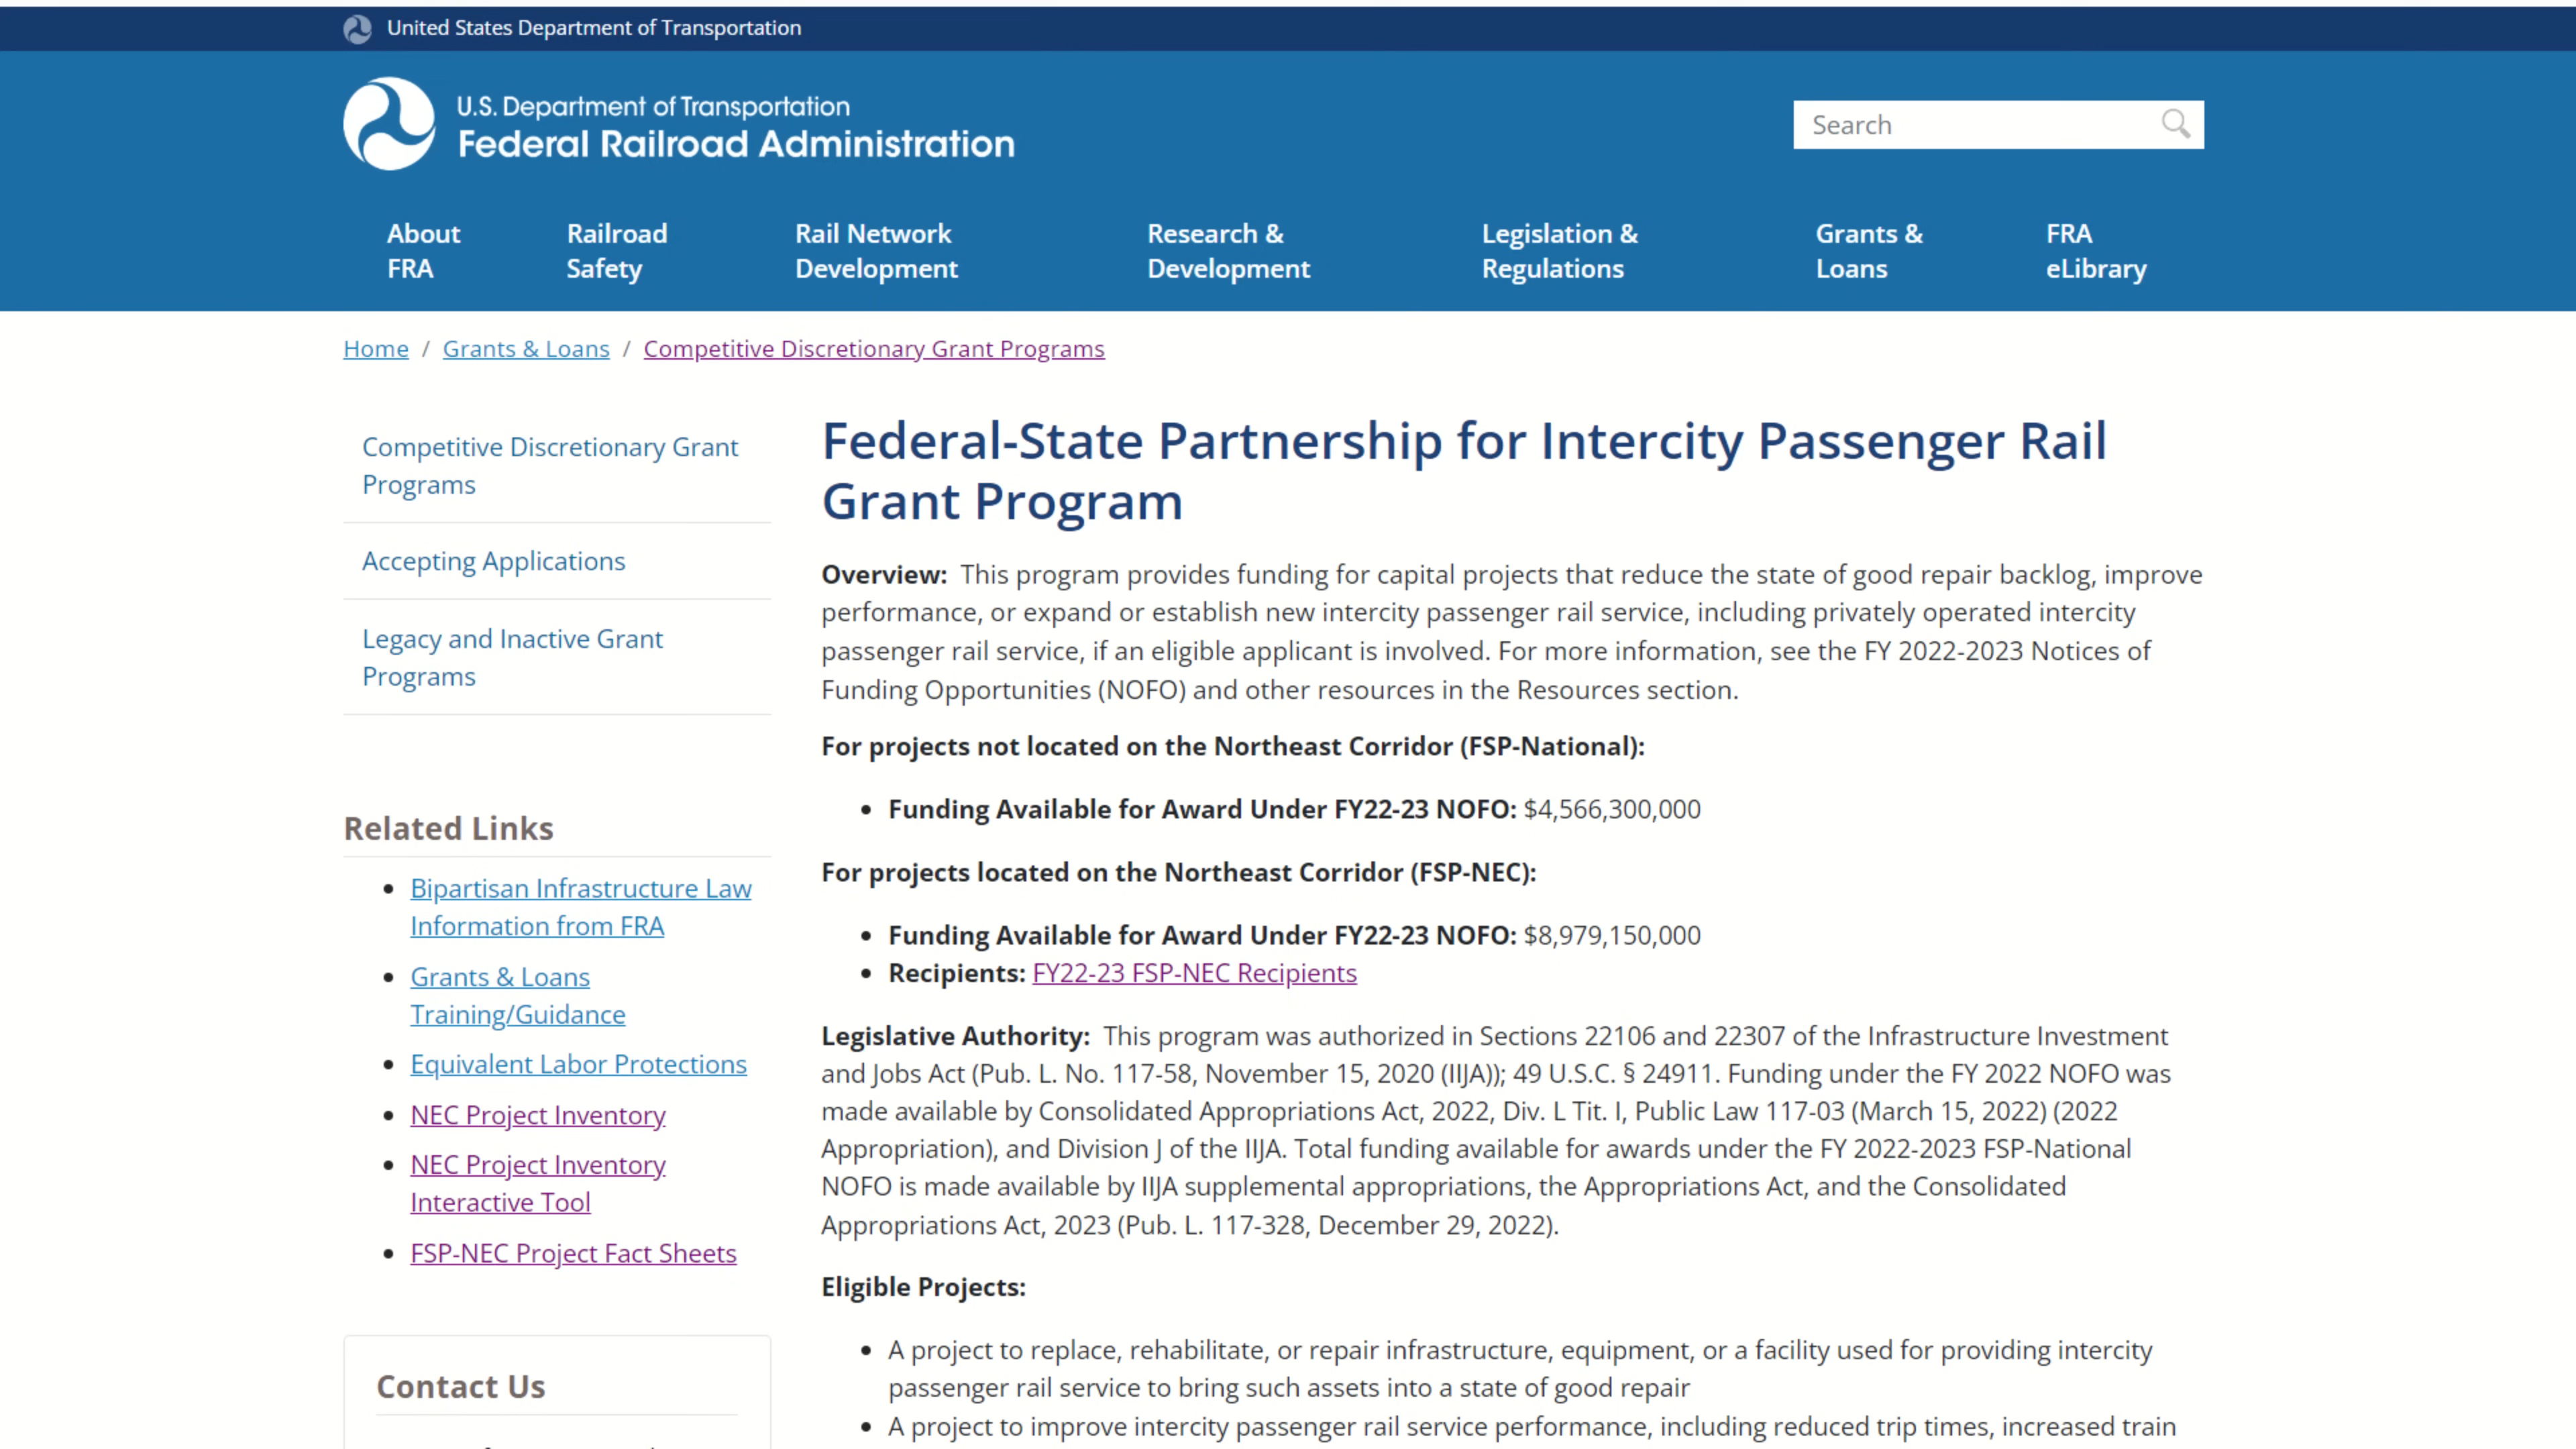 United States Department of Transportation
U.S. Department of Transportation
Federal Railroad Administration
Search
About
FRA
Railroad
Safety
Rail Network
Development
Research &
Development
Legislation &
Regulations
Grants &
Loans
FRA
eLibrary
Home / Grants & Loans / Competitive Discretionary Grant Programs
Competitive Discretionary Grant
Programs
Accepting Applications
Legacy and Inactive Grant
Programs
Related Links
• Bipartisan Infrastructure Law
Information from FRA
• Grants & Loans
Training/Guidance
• Equivalent Labor Protections
• NEC Project Inventory
• NEC Project Inventory
Interactive Tool
• FSP-NEC Project Fact Sheets
Contact Us
Federal-State Partnership for Intercity Passenger Rail
Grant Program
Overview: This program provides funding for capital projects that reduce the state of good repair backlog, improve
performance, or expand or establish new intercity passenger rail service, including privately operated intercity
passenger rail service, if an eligible applicant is involved. For more information, see the FY 2022-2023 Notices of
Funding Opportunities (NOFO) and other resources in the Resources section.
For projects not located on the Northeast Corridor (FSP-National):
• Funding Available for Award Under FY22-23 NOFO: $4,566,300,000
For projects located on the Northeast Corridor (FSP-NEC):
• Funding Available for Award Under FY22-23 NOFO: $8,979,150,000
• Recipients: FY22-23 FSP-NEC Recipients
Legislative Authority: This program was authorized in Sections 22106 and 22307 of the Infrastructure Investment
and Jobs Act (Pub. L. No. 117-58, November 15, 2020 (IIJA)); 49 U.S.C. § 24911. Funding under the FY 2022 NOFO was
made available by Consolidated Appropriations Act, 2022, Div. L Tit. I, Public Law 117-03 (March 15, 2022) (2022
Appropriation), and Division J of the IIJA. Total funding available for awards under the FY 2022-2023 FSP-National
NOFO is made available by IIJA supplemental appropriations, the Appropriations Act, and the Consolidated
Appropriations Act, 2023 (Pub. L. 117-328, December 29, 2022).
Eligible Projects:
• A project to replace, rehabilitate, or repair infrastructure, equipment, or a facility used for providing intercity
passenger rail service to bring such assets into a state of good repair
• A project to improve intercity passenger rail service performance, including reduced trip times, increased train